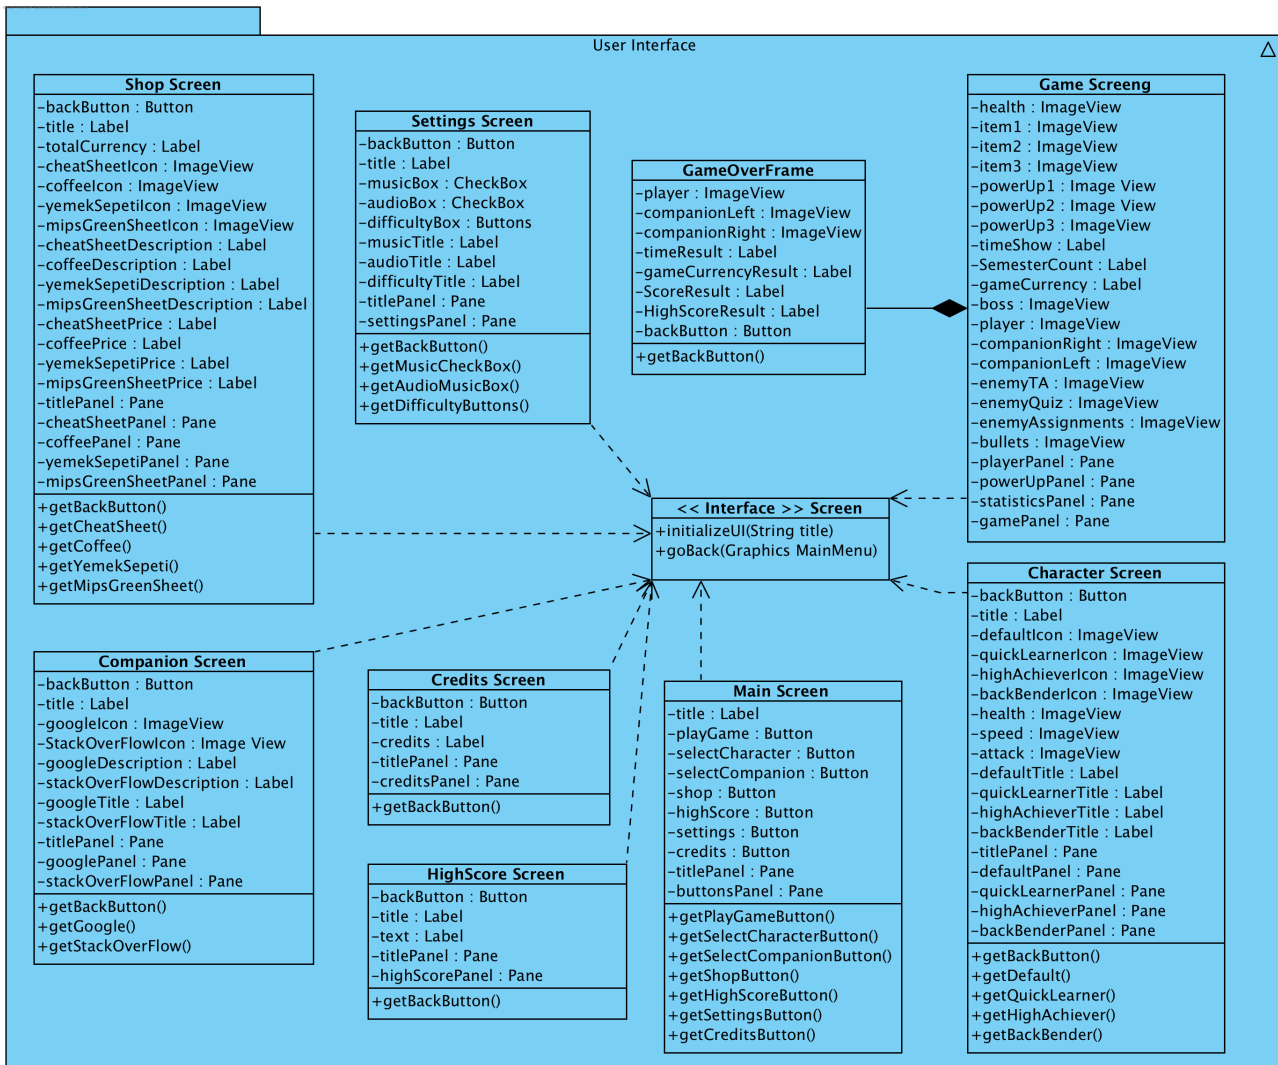 User Interface
Shop Screen
-backButton : Button
-title : Label
-totalCurrency : Label
-cheatSheetIcon : ImageView
-coffeeIcon : ImageView
-yemekSepetiIcon : ImageView
-mipsGreenSheetIcon : ImageView
-cheatSheetDescription : Label
-coffeeDescription : Label
-yemekSepetiDescription : Label
-mipsGreenSheetDescription : Label
-cheatSheetPrice : Label
-coffeePrice : Label
-yemekSepetiPrice : Label
-mipsGreenSheetPrice : Label
-titlePanel : Pane
-cheatSheetPanel : Pane
-coffeePanel : Pane
-yemekSepetiPanel : Pane
-mipsGreenSheetPanel : Pane
+getBackButton()
+getCheatSheet()
+getCoffee()
+getYemekSepeti()
+getMipsGreenSheet()
Settings Screen
-backButton : Button
-title : Label
-musicBox : CheckBox
-audioBox : CheckBox
-difficultyBox : Buttons
-musicTitle : Label
-audioTitle : Label
-difficultyTitle : Label
-titlePanel : Pane
-settingsPanel : Pane
+getBackButton()
+getMusicCheckBox()
+getAudioMusicBox()
+getDifficultyButtons()
GameOverFrame
-player : ImageView
-companionLeft : ImageView
-companionRight : ImageView
-timeResult : Label
-gameCurrencyResult : Label
-ScoreResult : Label
-HighScoreResult : Label
-backButton : Button
+getBackButton()
Game Screeng
-health : ImageView
-item1 : ImageView
-item2 : ImageView
-item3 : ImageView
-powerUp1 : Image View
-powerUp2 : Image View
-powerUp3 : ImageView
-timeShow : Label
-SemesterCount : Label
-gameCurrency : Label
-boss : ImageView
-player : ImageView
-companionRight : ImageView
-companionLeft : ImageView
-enemyTA : ImageView
-enemyQuiz : ImageView
-enemyAssignments : ImageView
-bullets : ImageView
-playerPanel : Pane
-powerUpPanel : Pane
-statisticsPanel : Pane
-gamePanel : Pane
<< Interface >> Screen
+initializeUI(String title)
+goBack(Graphics MainMenu)
Companion Screen
-backButton : Button
-title : Label
-googleIcon : ImageView
-StackOverFlowIcon : Image View
-googleDescription : Label
-stackOverFlowDescription : Label
-googleTitle : Label
-stackOverFlowTitle : Label
-titlePanel : Pane
-googlePanel : Pane
-stackOverFlowPanel : Pane
+getBackButton()
+getGoogle()
+getStackOverFlow()
Credits Screen
-backButton : Button
-title : Label
-credits : Label
-titlePanel : Pane
-creditsPanel : Pane
+getBackButton()
HighScore Screen
-backButton : Button
-title : Label
-text : Label
-titlePanel : Pane
-highScorePanel : Pane
+getBackButton()
Main Screen
-title : Label
-playGame : Button
-selectCharacter : Button
-selectCompanion : Button
-shop : Button
-highScore : Button
-settings : Button
-credits : Button
-titlePanel : Pane
-buttonsPanel : Pane
+getPlayGameButton()
+getSelectCharacterButton()
+getSelectCompanionButton()
+getShopButton()
+getHighScoreButton()
+getSettingsButton()
+getCreditsButton()
Character Screen
-backButton : Button
-title : Label
-defaultIcon : ImageView
-quickLearnerIcon : ImageView
-highAchieverIcon : ImageView
-backBenderIcon : ImageView
-health : ImageView
-speed : ImageView
-attack : ImageView
-defaultTitle : Label
-quickLearnerTitle : Label
-highAchieverTitle : Label
-backBenderTitle : Label
-titlePanel : Pane
-defaultPanel : Pane
-quickLearnerPanel : Pane
-highAchieverPanel : Pane
-backBenderPanel : Pane
+getBackButton()
+getDefault()
+getQuickLearner()
+getHighAchiever()
+getBackBender()